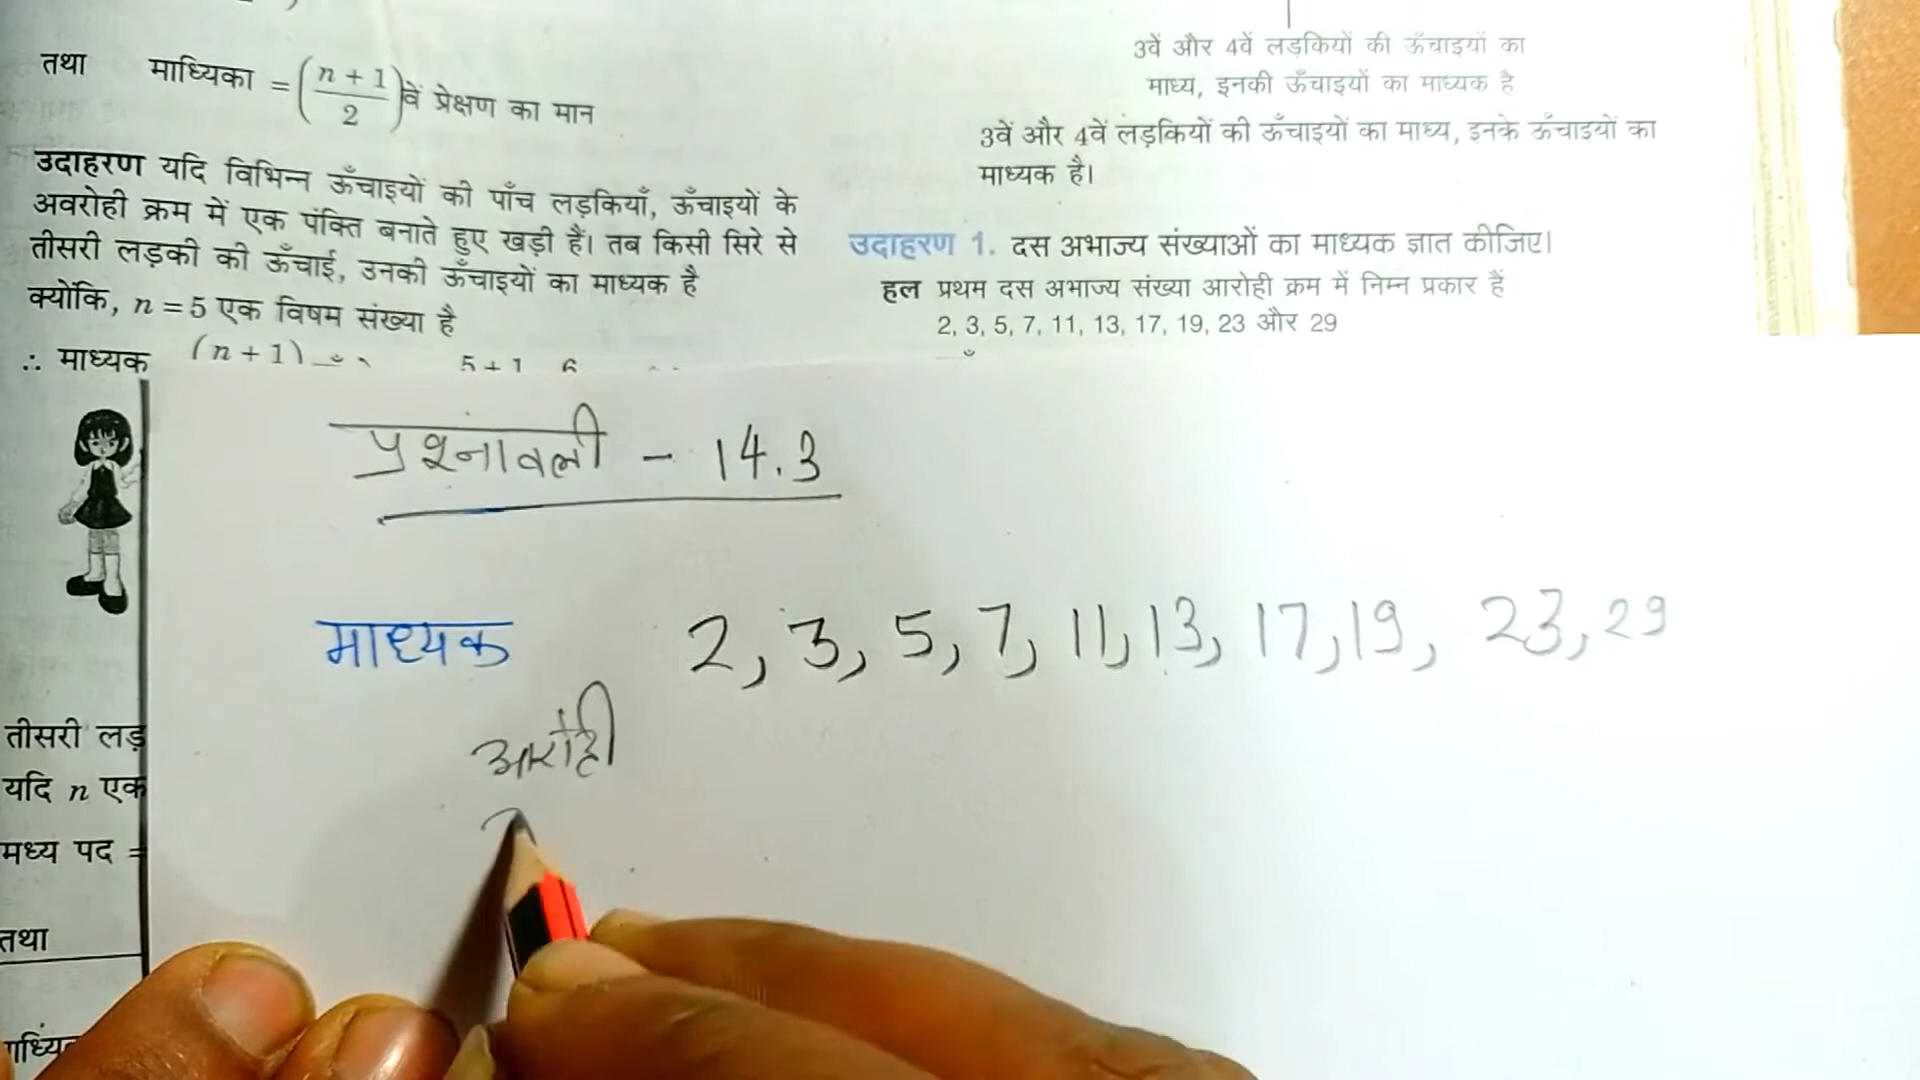 तथा माध्यिका = (n + 1 / 2)वें प्रेक्षण का मान
उदाहरण यदि विभिन्न ऊँचाइयों की पाँच लड़कियाँ, ऊँचाइयों के
अवरोही क्रम में एक पंक्ति बनाते हुए खड़ी हैं। तब किसी सिरे से
तीसरी लड़की की ऊँचाई, उनकी ऊँचाइयों का माध्यक है
क्योंकि, n = 5 एक विषम संख्या है
∴ माध्यक (n + 1) 5 + 1 6
3वें और 4वें लड़कियों की ऊँचाइयों का
माध्य, इनकी ऊँचाइयों का माध्यक है
3वें और 4वें लड़कियों की ऊँचाइयों का माध्य, इनके ऊँचाइयों का
माध्यक है।
उदाहरण 1. दस अभाज्य संख्याओं का माध्यक ज्ञात कीजिए।
हल प्रथम दस अभाज्य संख्या आरोही क्रम में निम्न प्रकार हैं
2, 3, 5, 7, 11, 13, 17, 19, 23 और 29
प्रश्नावली - 14.3
माध्यक 2, 3, 5, 7, 11, 13, 17, 19, 23, 29
आरोही
तीसरी लड़
यदि n एक
मध्य पद =
तथा